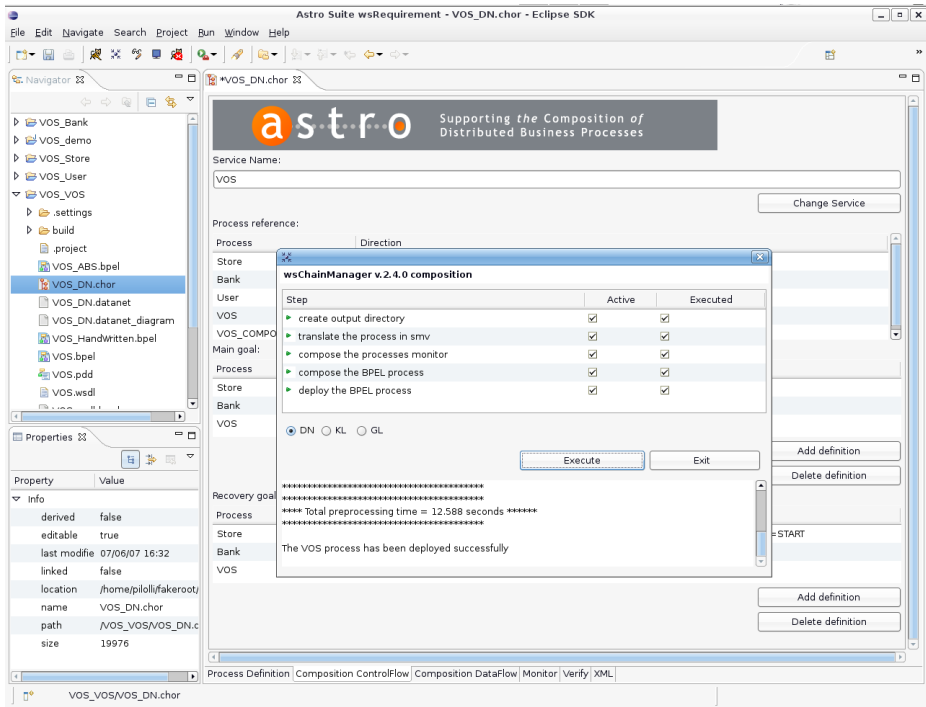 Astro Suite wsRequirement - VOS_DN.chor - Eclipse SDK
File Edit Navigate Search Project Run Window Help
Navigator
VOS_Bank
VOS_demo
VOS_Store
VOS_User
VOS_VOS
.settings
build
.project
VOS_ABS.bpel
VOS_DN.chor
VOS_DN.datanet
VOS_DN.datanet_diagram
VOS_HandWritten.bpel
VOS.bpel
VOS.pdd
VOS.wsdl
Properties
Property Value
Info
derived false
editable true
last modifie 07/06/07 16:32
linked false
location /home/pilolli/fakeroot/
name VOS_DN.chor
path /VOS_VOS/VOS_DN.c
size 19976
*VOS_DN.chor
astro
Supporting the Composition of
Distributed Business Processes
Service Name:
VOS
Change Service
Process reference:
Process Direction
Store
Bank
User
VOS
VOS_COMPO
Main goal:
Process
Store
Bank
VOS
Add definition
Delete definition
Recovery goal
Process
Store =START
Bank
VOS
Add definition
Delete definition
wsChainManager v.2.4.0 composition
Step Active Executed
create output directory
translate the process in smv
compose the processes monitor
compose the BPEL process
deploy the BPEL process
DN KL GL
Execute Exit
******************************************
******************************************
**** Total preprocessing time = 12.588 seconds ******
******************************************
The VOS process has been deployed successfully
Process Definition Composition ControlFlow Composition DataFlow Monitor Verify XML
VOS_VOS/VOS_DN.chor